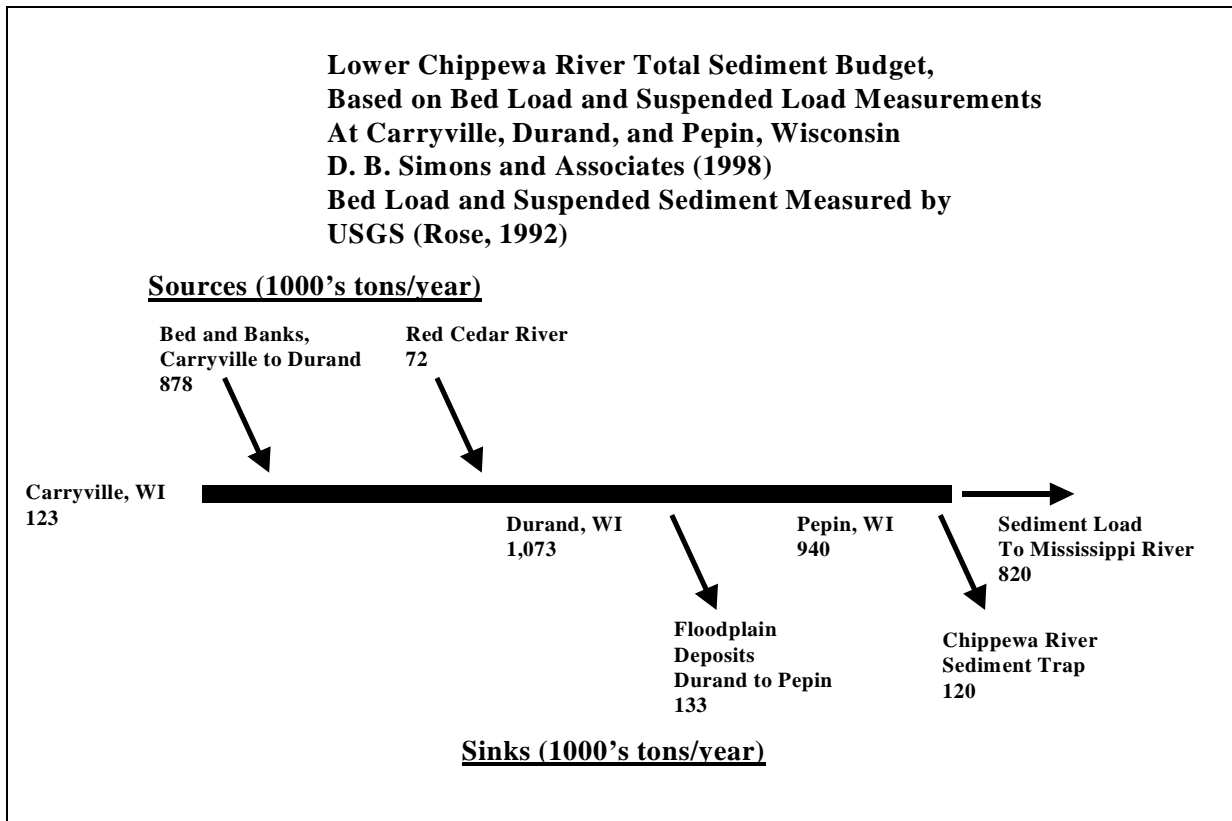 Lower Chippewa River Total Sediment Budget,
Based on Bed Load and Suspended Load Measurements
At Carryville, Durand, and Pepin, Wisconsin
D. B. Simons and Associates (1998)
Bed Load and Suspended Sediment Measured by
USGS (Rose, 1992)
Sources (1000’s tons/year)
Bed and Banks,
Carryville to Durand
878
Red Cedar River
72
Carryville, WI
123
Durand, WI
1,073
Pepin, WI
940
Sediment Load
To Mississippi River
820
Floodplain
Deposits
Durand to Pepin
133
Chippewa River
Sediment Trap
120
Sinks (1000’s tons/year)